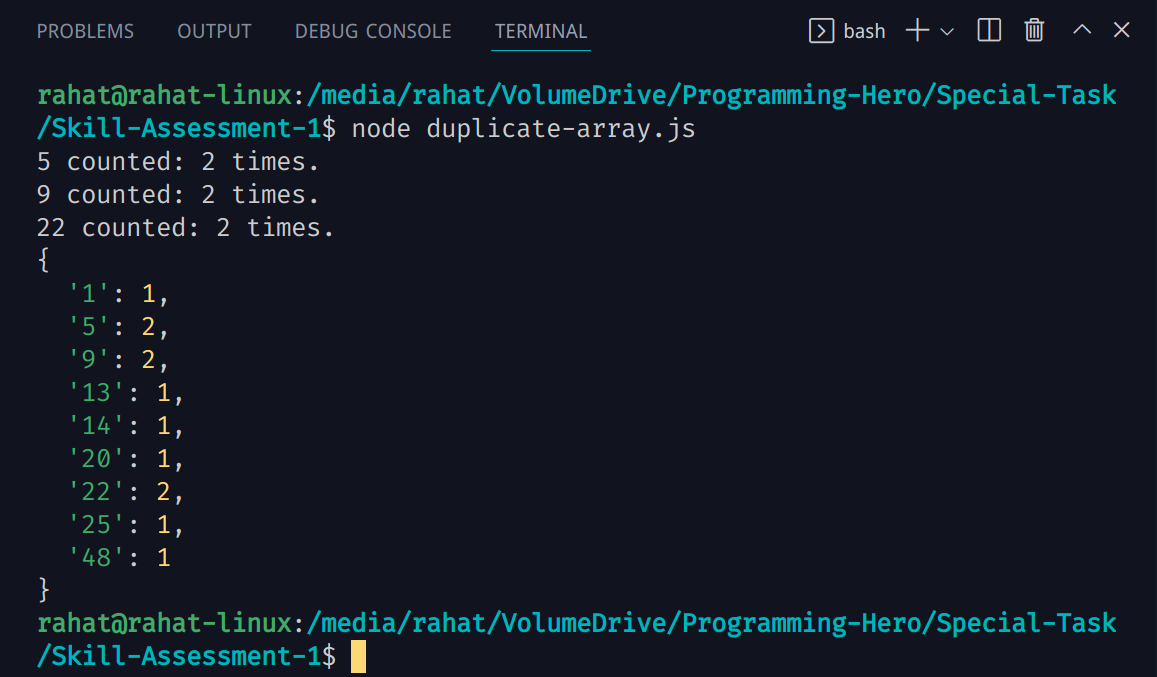 PROBLEMS OUTPUT DEBUG CONSOLE TERMINAL bash
rahat@rahat-linux:/media/rahat/VolumeDrive/Programming-Hero/Special-Task
/Skill-Assessment-1$ node duplicate-array.js
5 counted: 2 times.
9 counted: 2 times.
22 counted: 2 times.
{
  '1': 1,
  '5': 2,
  '9': 2,
  '13': 1,
  '14': 1,
  '20': 1,
  '22': 2,
  '25': 1,
  '48': 1
}
rahat@rahat-linux:/media/rahat/VolumeDrive/Programming-Hero/Special-Task
/Skill-Assessment-1$